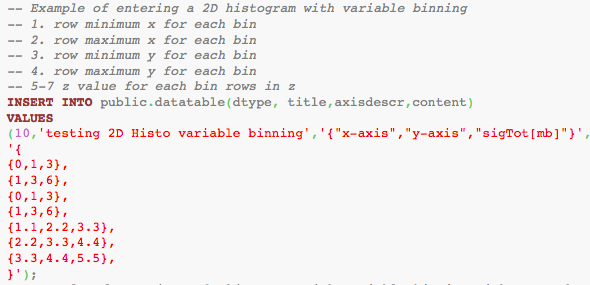 -- Example of entering a 2D histogram with variable binning
-- 1. row minimum x for each bin
-- 2. row maximum x for each bin
-- 3. row minimum y for each bin
-- 4. row maximum y for each bin
-- 5-7 z value for each bin rows in z
INSERT INTO public.datatable(dtype, title,axisdescr,content)
VALUES
(10,'testing 2D Histo variable binning','{"x-axis","y-axis","sigTot[mb]"}',
'{
{0,1,3},
{1,3,6},
{0,1,3},
{1,3,6},
{1.1,2.2,3.3},
{2.2,3.3,4.4},
{3.3,4.4,5.5},
}');